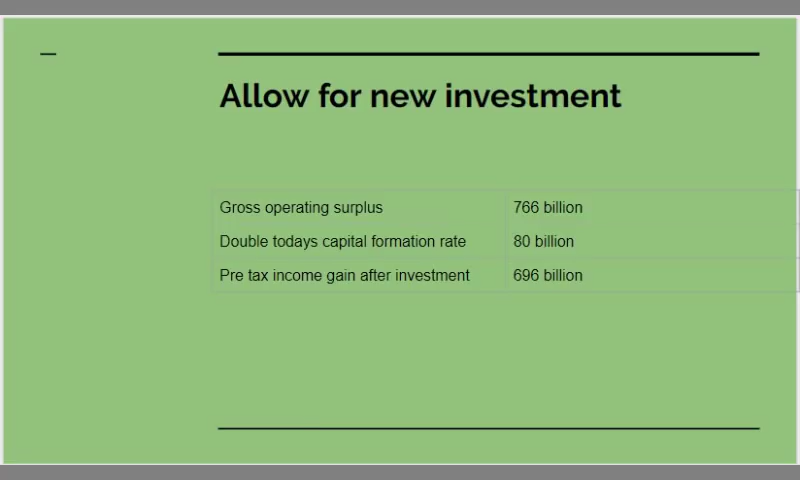 Allow for new investment
Gross operating surplus 766 billion
Double todays capital formation rate 80 billion
Pre tax income gain after investment 696 billion